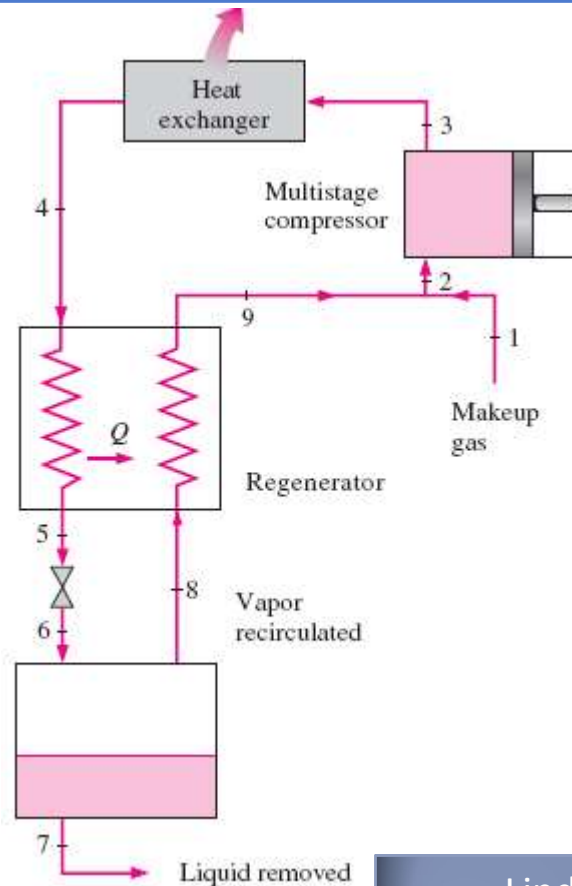 Heat
exchanger
3
Multistage
compressor
4
2
9
1
Makeup
gas
Q
Regenerator
5
8
Vapor
recirculated
6
7
Liquid removed